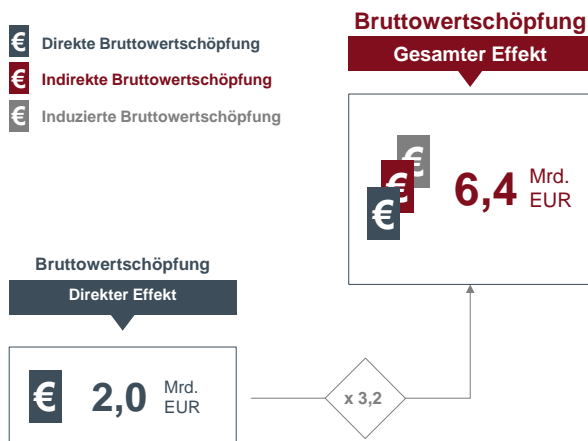 € Direkte Bruttowertschöpfung
€ Indirekte Bruttowertschöpfung
€ Induzierte Bruttowertschöpfung
Bruttowertschöpfung
Gesamter Effekt
€
€
€
6,4 Mrd.
EUR
Bruttowertschöpfung
Direkter Effekt
€ 2,0 Mrd.
EUR
x 3,2